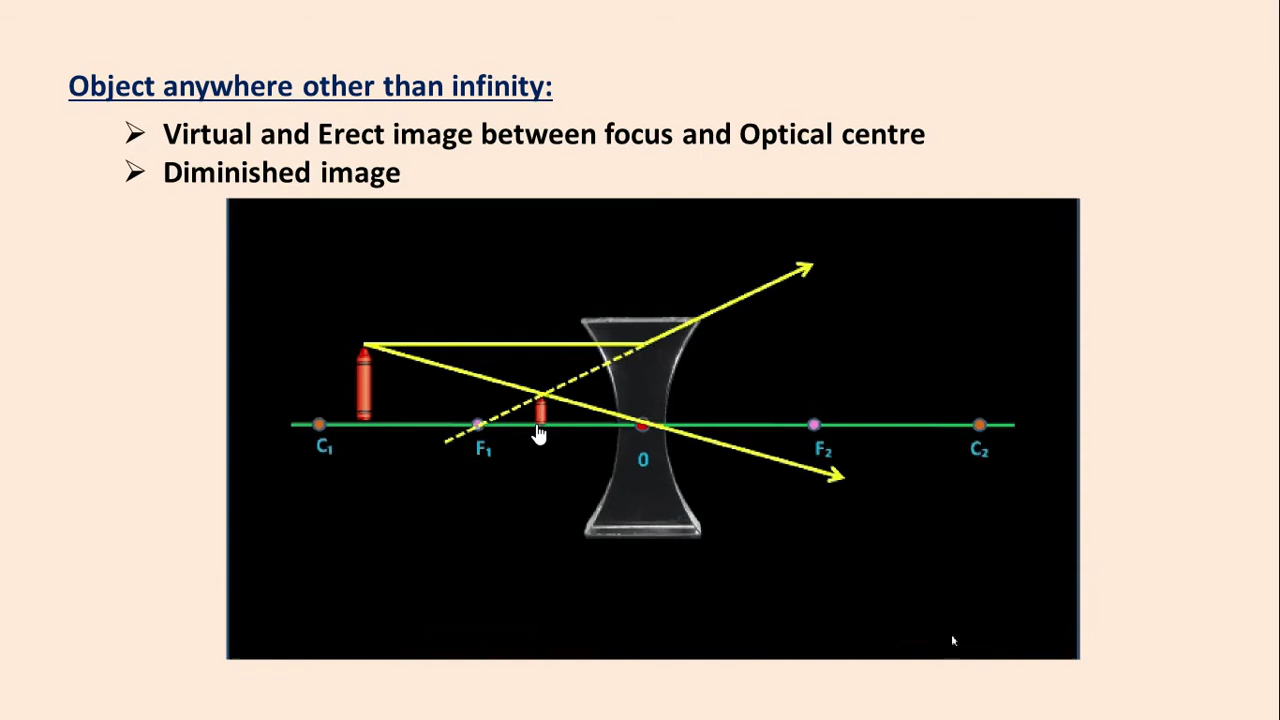 Object anywhere other than infinity:
➢ Virtual and Erect image between focus and Optical centre
➢ Diminished image
C₁ F₁ 0 F₂ C₂